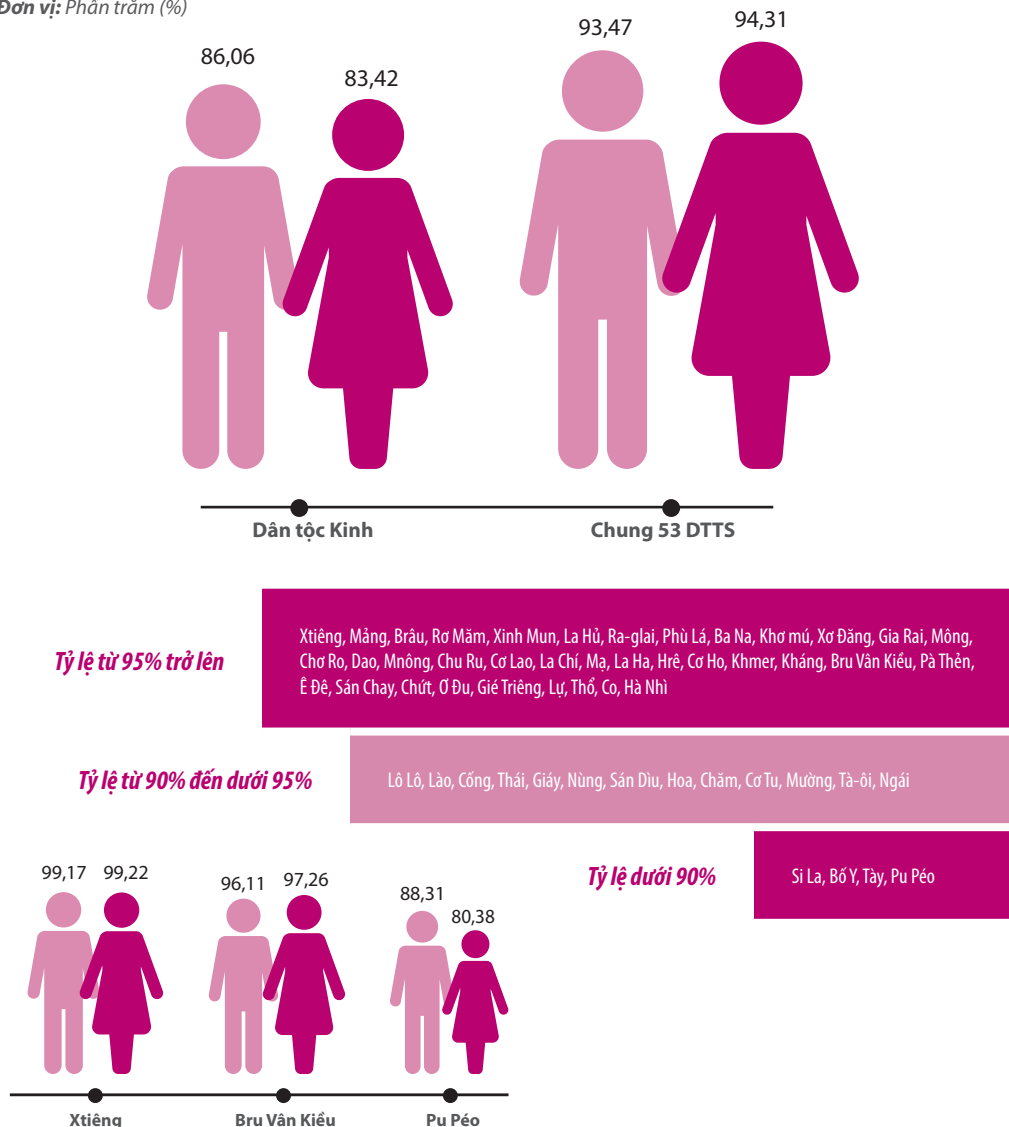 Đơn vị: Phần trăm (%)
86,06
83,42
93,47
94,31
Dân tộc Kinh
Chung 53 DTTS
Tỷ lệ từ 95% trở lên
Xtiêng, Mảng, Brâu, Rơ Măm, Xinh Mun, La Hủ, Ra-glai, Phù Lá, Ba Na, Khơ mú, Xơ Đăng, Gia Rai, Mông,
Chơ Ro, Dao, Mnông, Chu Ru, Cơ Lao, La Chí, Mạ, La Ha, Hrê, Cơ Ho, Khmer, Kháng, Bru Vân Kiều, Pà Thẻn,
Ê Đê, Sán Chay, Chứt, Ơ Đu, Gié Triêng, Lự, Thổ, Co, Hà Nhì
Tỷ lệ từ 90% đến dưới 95%
Lô Lô, Lào, Cống, Thái, Giáy, Nùng, Sán Dìu, Hoa, Chăm, Cơ Tu, Mường, Tà-ôi, Ngái
Tỷ lệ dưới 90%
Si La, Bố Y, Tày, Pu Péo
99,17
99,22
96,11
97,26
88,31
80,38
Xtiêng
Bru Vân Kiều
Pu Péo